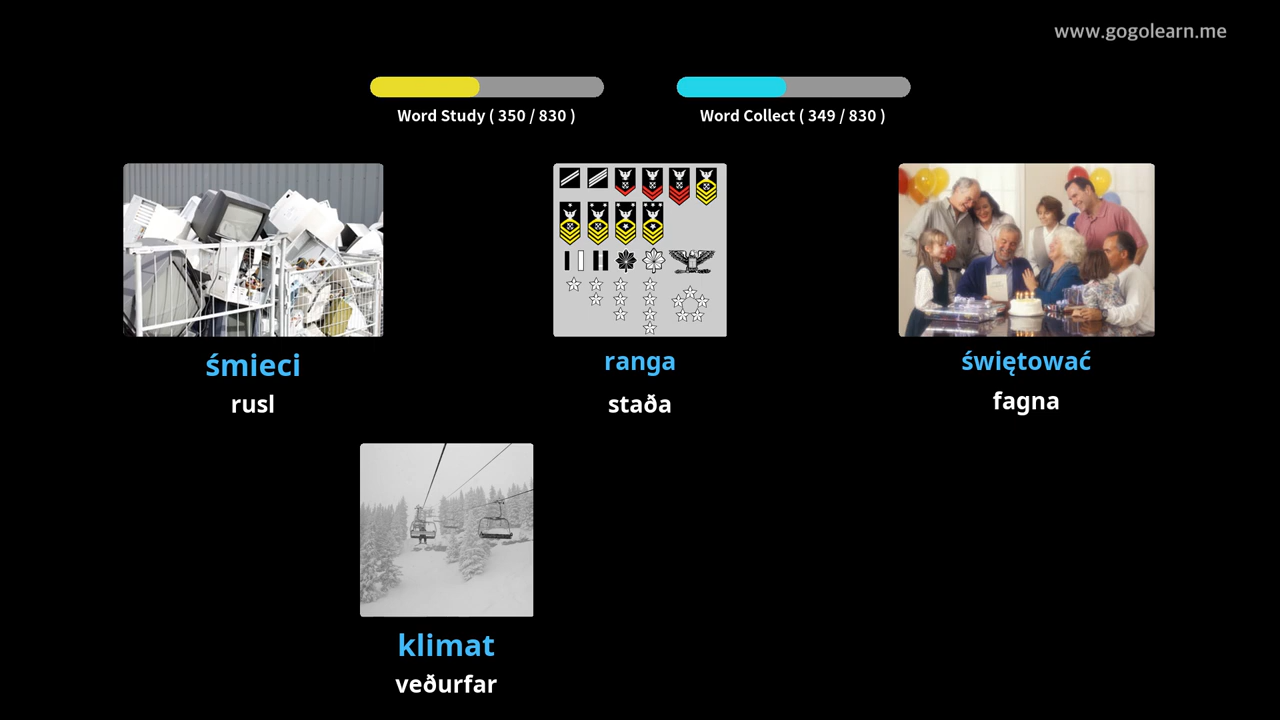 www.gogolearn.me
Word Study ( 350 / 830 )
Word Collect ( 349 / 830 )
śmieci
rusl
ranga
staða
świętować
fagna
klimat
veðurfar